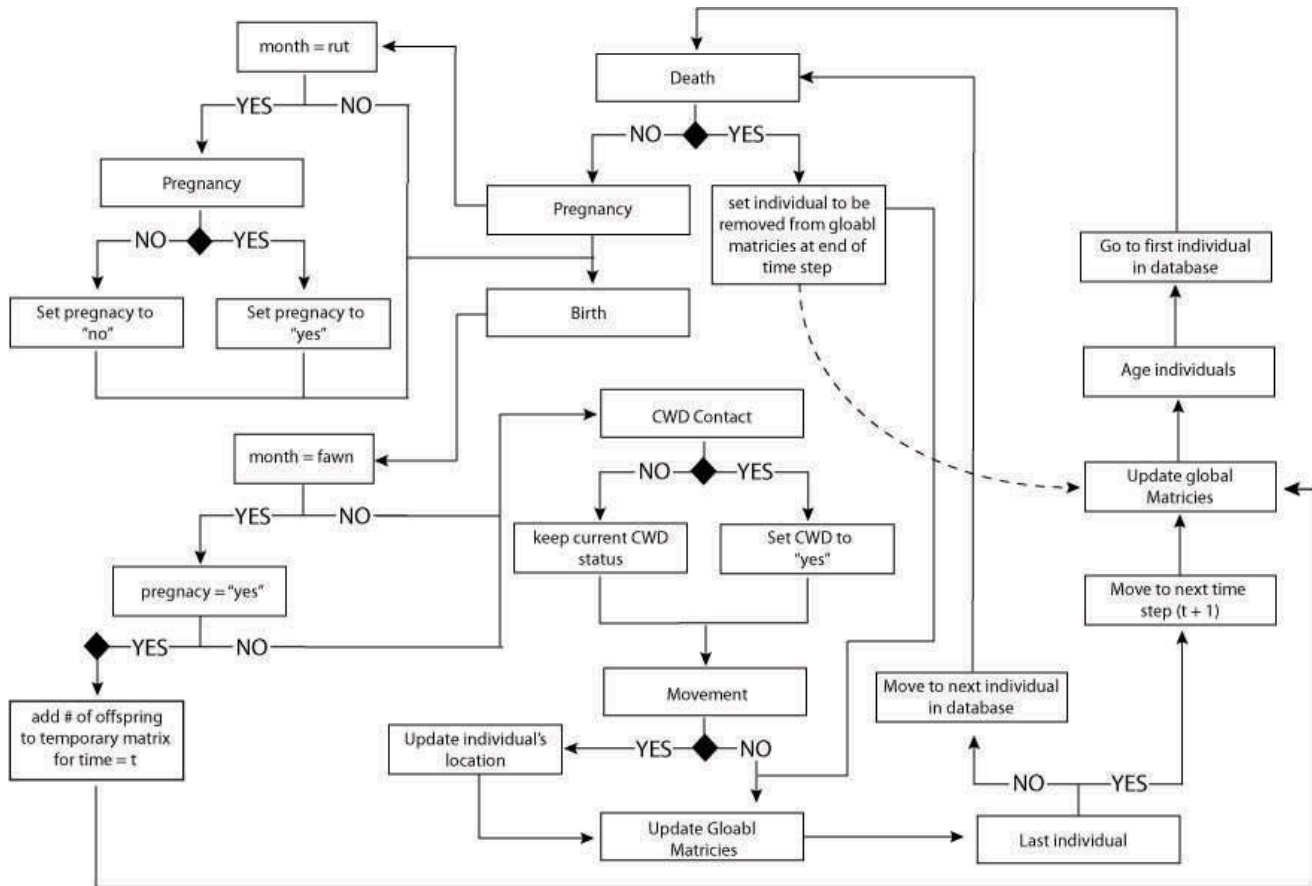 month = rut
YES
NO
Pregnancy
NO
YES
Set pregnacy to
“no”
Set pregnancy to
“yes”
Death
NO
YES
Pregnancy
set individual to be
removed from gloabl
matricies at end of
time step
Birth
Go to first individual
in database
Age individuals
Update global
Matricies
Move to next time
step (t + 1)
month = fawn
YES
NO
pregnacy = “yes”
YES
NO
add # of offspring
to temporary matrix
for time = t
CWD Contact
NO
YES
keep current CWD
status
Set CWD to
“yes”
Movement
YES
NO
Update individual’s
location
Update Gloabl
Matricies
Move to next individual
in database
NO
YES
Last individual